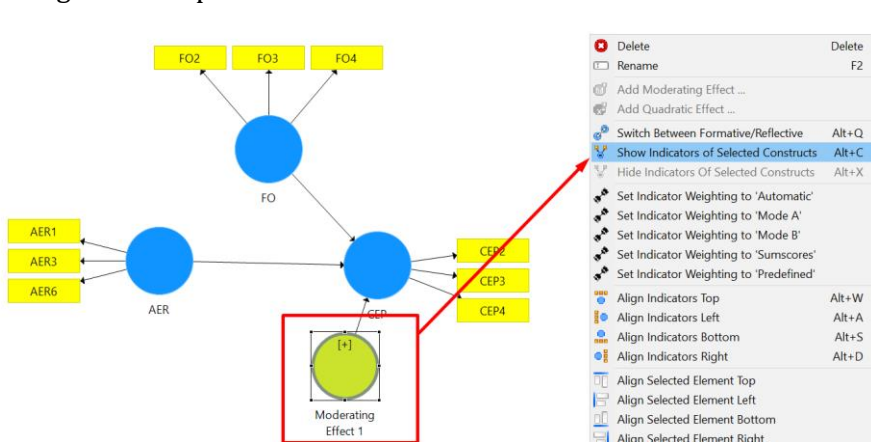 FO2
FO3
FO4
FO
AER1
AER3
AER6
AER
CEP2
CEP3
CEP4
CEP
[+]
Moderating
Effect 1
Delete Delete
Rename F2
Add Moderating Effect ...
Add Quadratic Effect ...
Switch Between Formative/Reflective Alt+Q
Show Indicators of Selected Constructs Alt+C
Hide Indicators Of Selected Constructs Alt+X
Set Indicator Weighting to 'Automatic'
Set Indicator Weighting to 'Mode A'
Set Indicator Weighting to 'Mode B'
Set Indicator Weighting to 'Sumscores'
Set Indicator Weighting to 'Predefined'
Align Indicators Top Alt+W
Align Indicators Left Alt+A
Align Indicators Bottom Alt+S
Align Indicators Right Alt+D
Align Selected Element Top
Align Selected Element Left
Align Selected Element Bottom
Align Selected Element Right